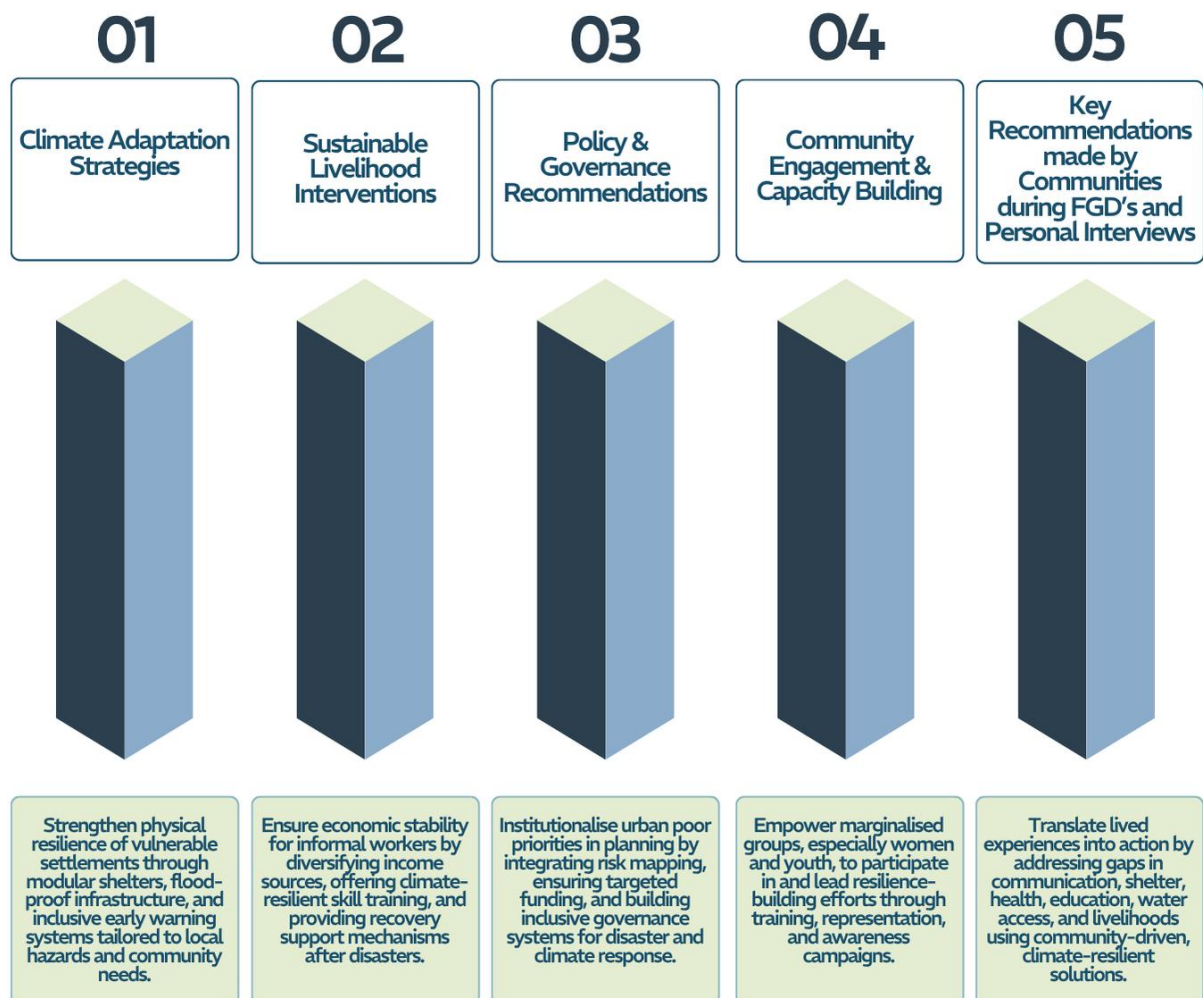 01
02
03
04
05
Climate Adaptation
Strategies
Sustainable
Livelihood
Interventions
Policy &
Governance
Recommendations
Community
Engagement &
Capacity Building
Key
Recommendations
made by
Communities
during FGD's and
Personal Interviews
Strengthen physical
resilience of vulnerable
settlements through
modular shelters, flood-
proof infrastructure, and
inclusive early warning
systems tailored to local
hazards and community
needs.
Ensure economic stability
for informal workers by
diversifying income
sources, offering climate-
resilient skill training, and
providing recovery
support mechanisms
after disasters.
Institutionalise urban poor
priorities in planning by
integrating risk mapping,
ensuring targeted
funding, and building
inclusive governance
systems for disaster and
climate response.
Empower marginalised
groups, especially women
and youth, to participate
in and lead resilience-
building efforts through
training, representation,
and awareness
campaigns.
Translate lived
experiences into action by
addressing gaps in
communication, shelter,
health, education, water
access, and livelihoods
using community-driven,
climate-resilient
solutions.